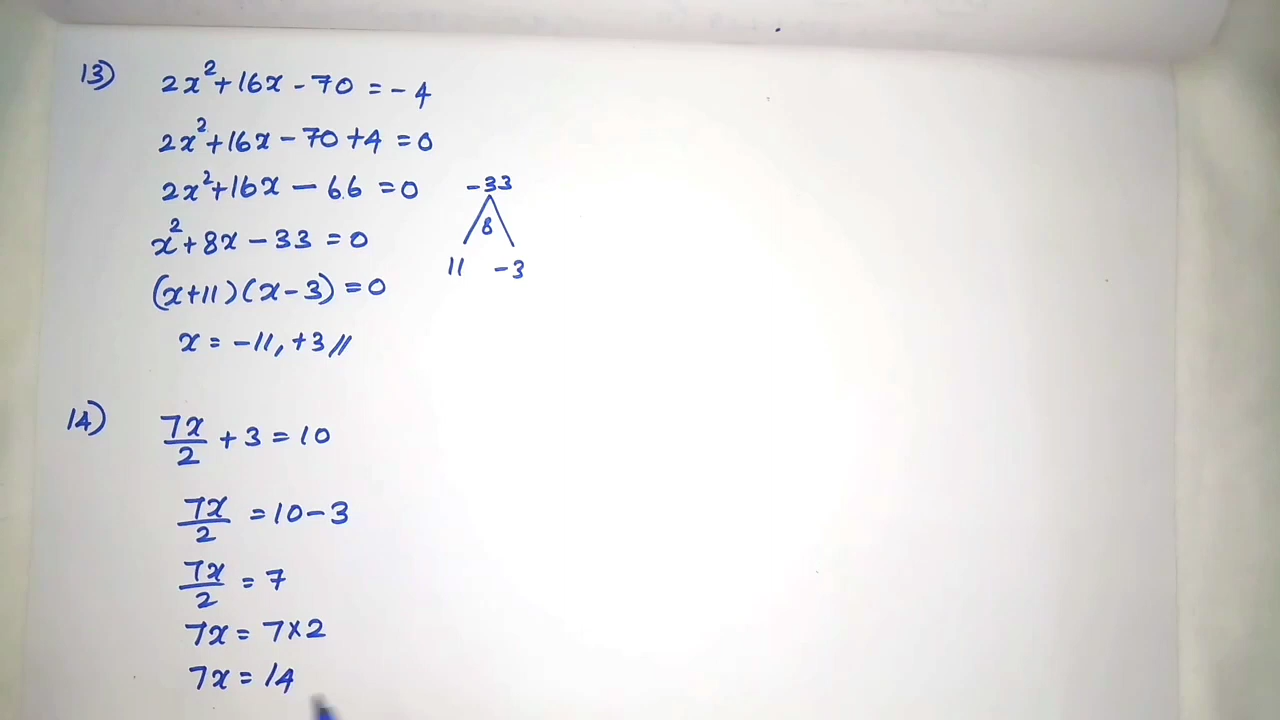 13) 2x²+16x-70=-4
2x²+16x-70+4=0
2x²+16x-66=0
x²+8x-33=0
(x+11)(x-3)=0
x=-11,+3//
-33
8
11 -3
14) 7x/2 +3=10
7x/2 =10-3
7x/2 =7
7x=7×2
7x=14